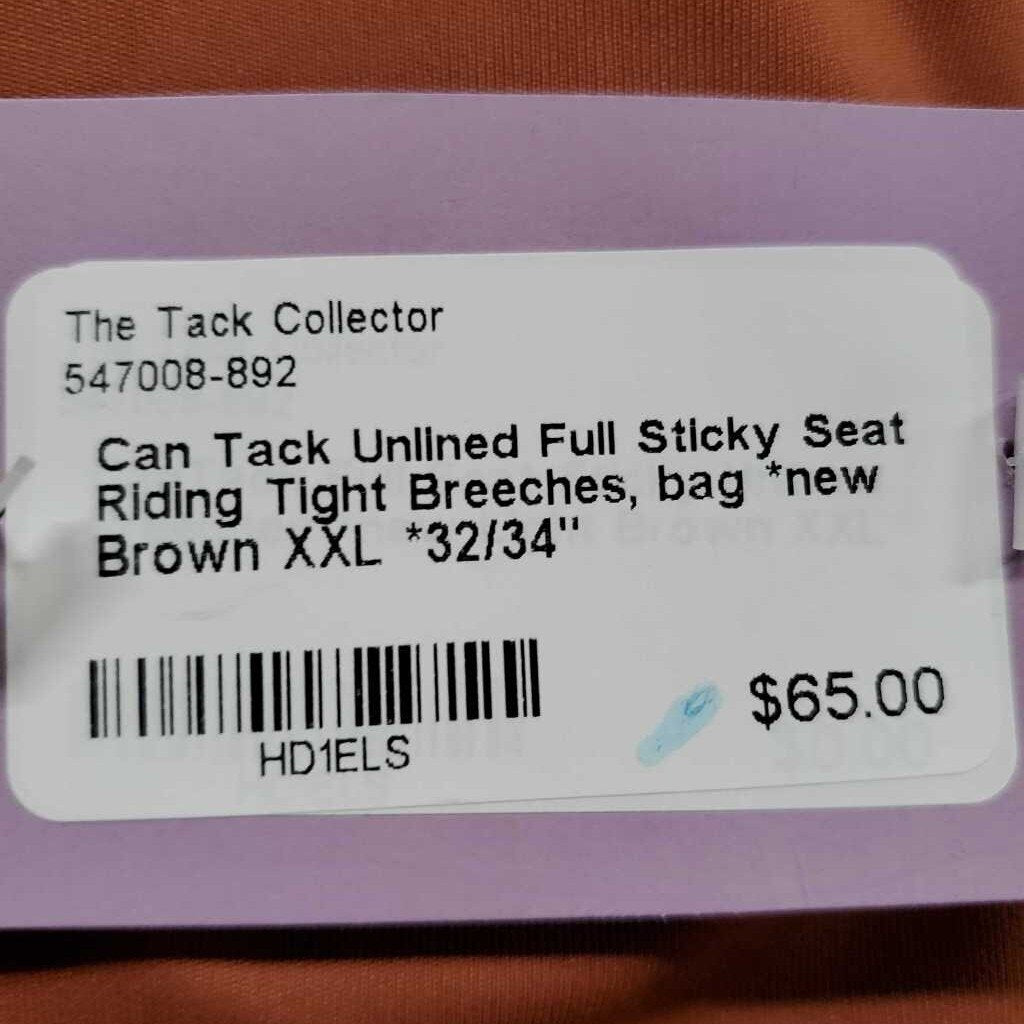 The Tack Collector
547008-892
Can Tack Unlined Full Sticky Seat
Riding Tight Breeches, bag *new
Brown XXL *32/34"
HD1ELS
$65.00